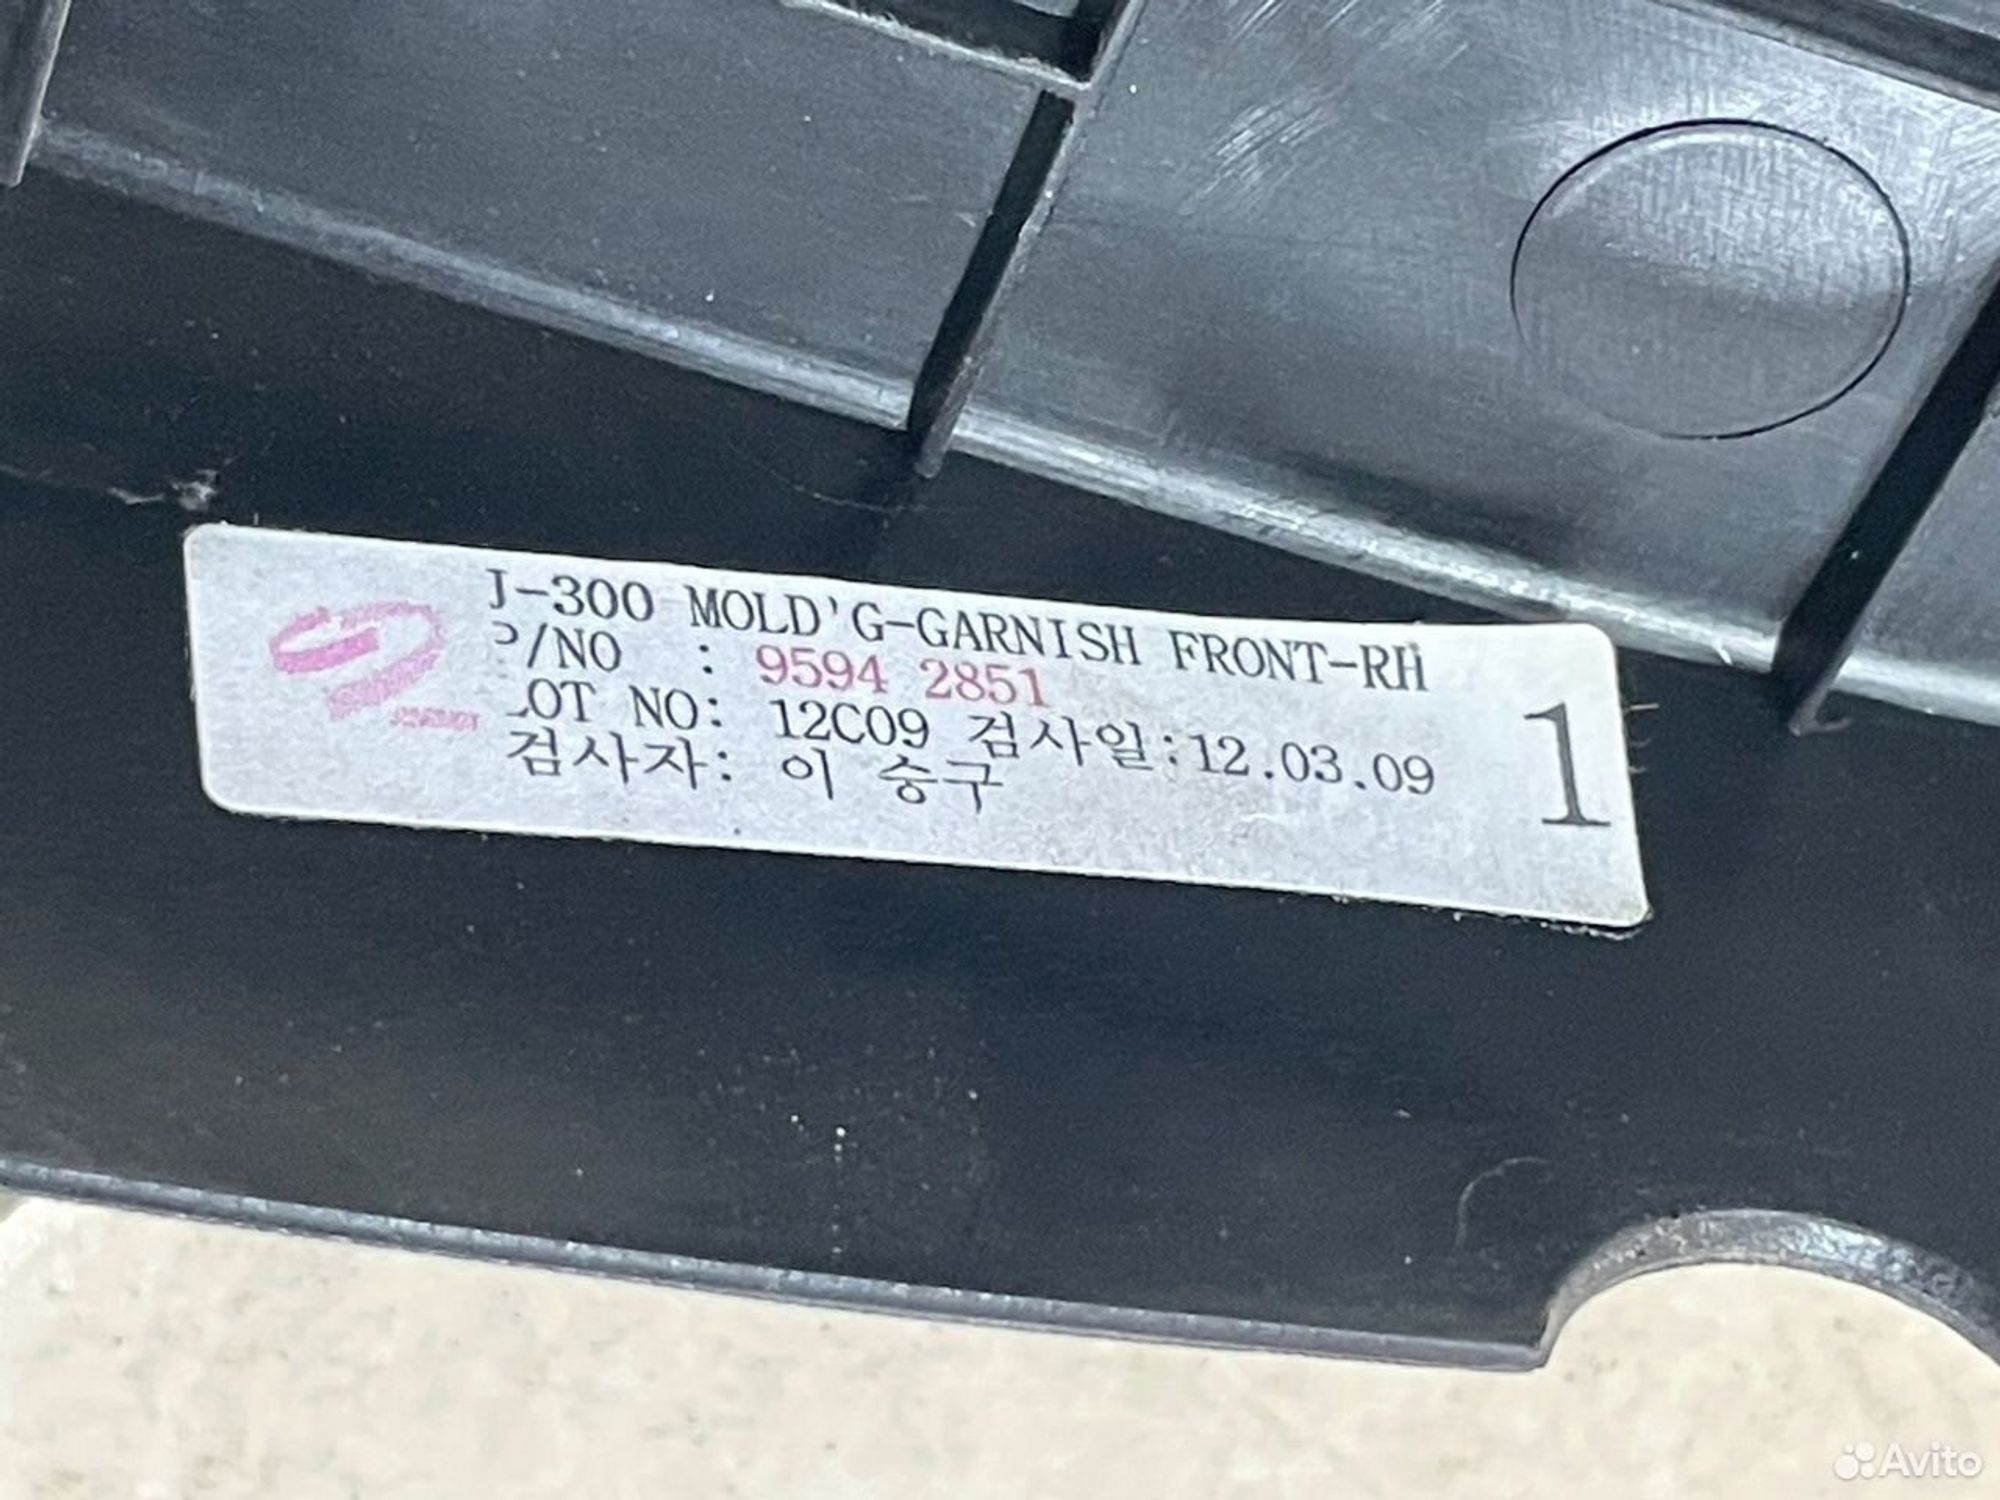 J-300 MOLD'G-GARNISH FRONT-RH
P/NO : 9594 2851
LOT NO: 12C09 검사일:12.03.09
검사자: 이 승구
1
Avito